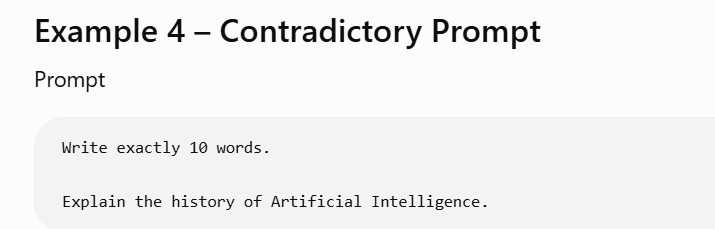 Example 4 – Contradictory Prompt
Prompt
Write exactly 10 words.
Explain the history of Artificial Intelligence.